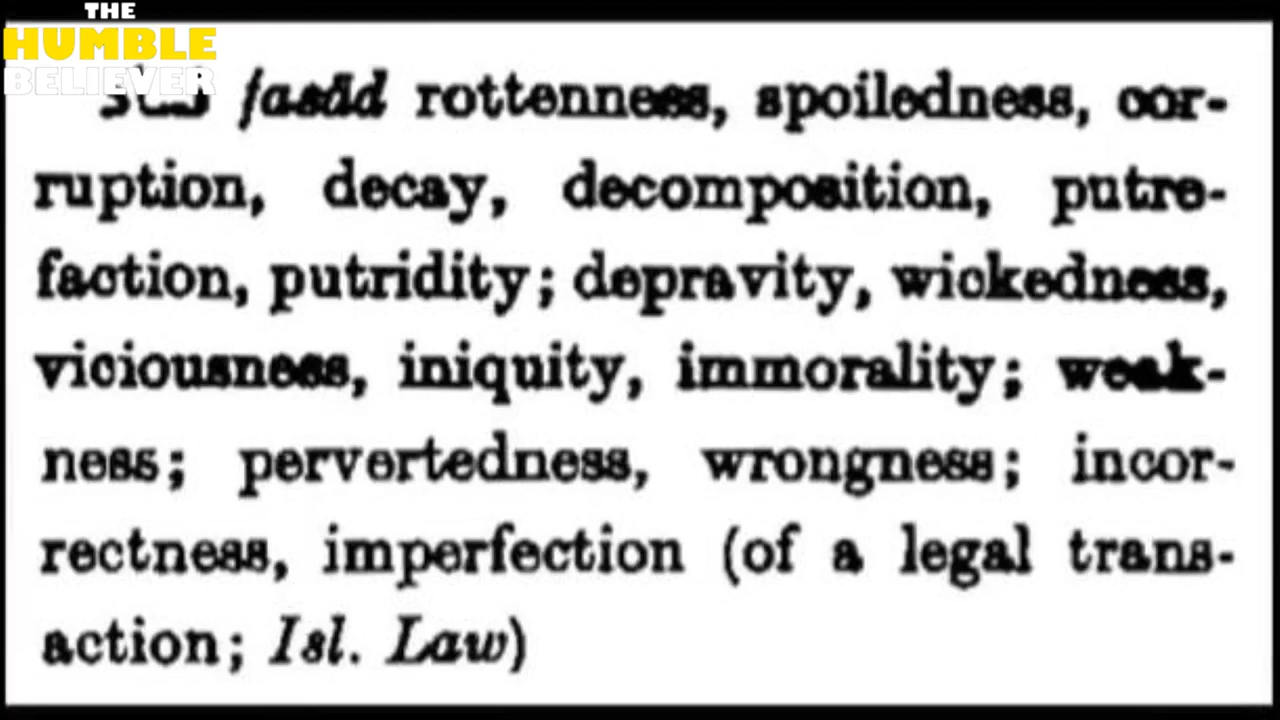 THE
HUMBLE
BELIEVER
fasād rottenness, spoiledness, cor-
ruption, decay, decomposition, putre-
faction, putridity; depravity, wickedness,
viciousness, iniquity, immorality; weak-
ness; pervertedness, wrongness; incor-
rectness, imperfection (of a legal trans-
action; Isl. Law)